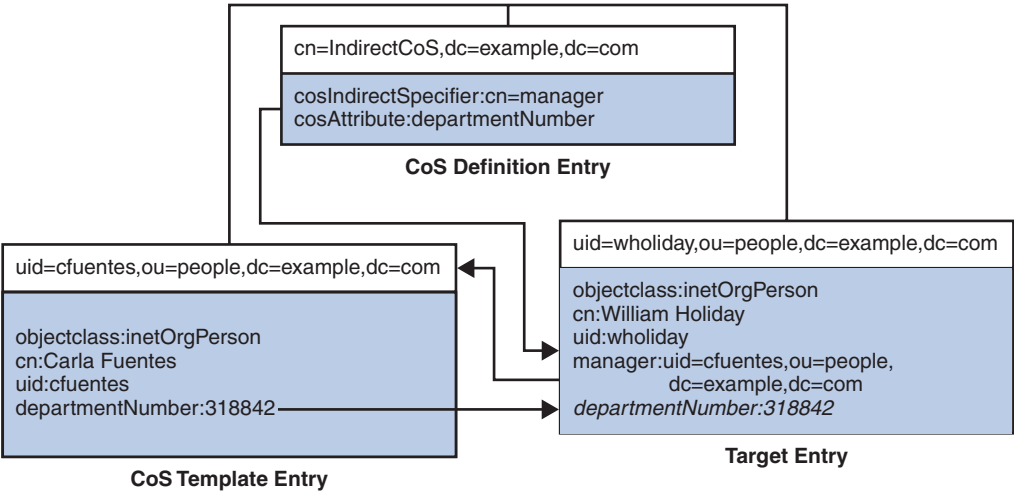 cn=IndirectCoS,dc=example,dc=com
cosIndirectSpecifier:cn=manager
cosAttribute:departmentNumber
CoS Definition Entry
uid=cfuentes,ou=people,dc=example,dc=com
objectclass:inetOrgPerson
cn:Carla Fuentes
uid:cfuentes
departmentNumber:318842
CoS Template Entry
uid=wholiday,ou=people,dc=example,dc=com
objectclass:inetOrgPerson
cn:William Holiday
uid:wholiday
manager:uid=cfuentes,ou=people,
dc=example,dc=com
departmentNumber:318842
Target Entry